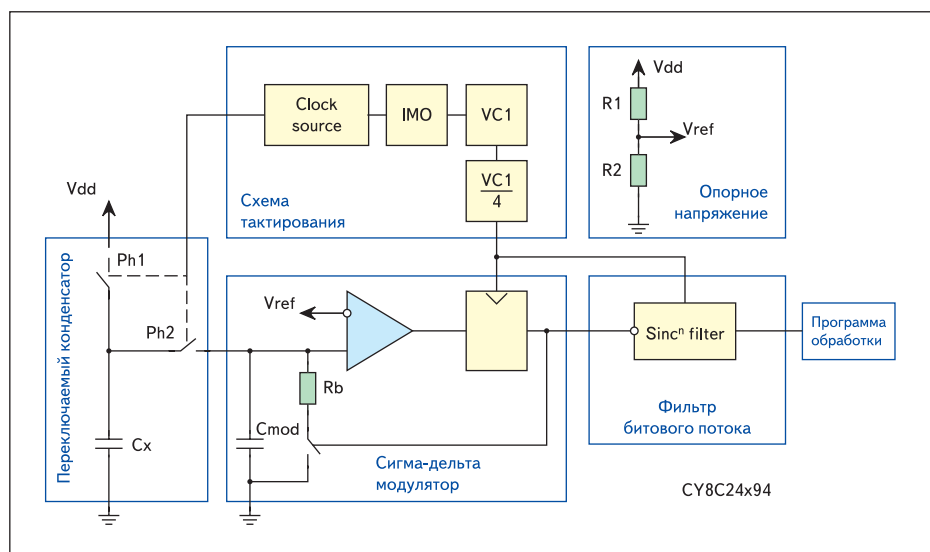 Clock
source
IMO
VC1
VC1
4
Схема
тактирования
Vdd
R1
Vref
R2
Опорное
напряжение
Vdd
Ph1
Ph2
Cx
Переключаемый конденсатор
Vref
Rb
Cmod
Сигма-дельта
модулятор
Sincⁿ filter
Фильтр
битового потока
Программа
обработки
CY8C24x94